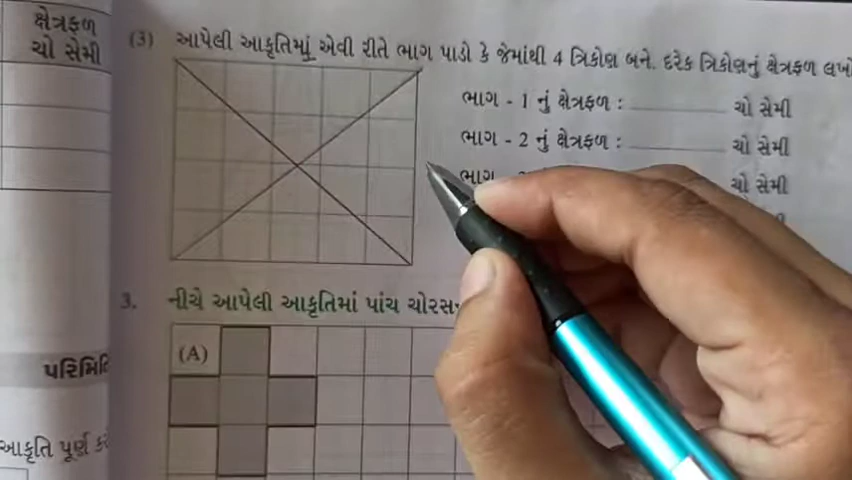 ક્ષેત્રફળ
ચો સેમી
(3) આપેલી આકૃતિમાં એવી રીતે ભાગ પાડો કે જેમાંથી 4 ત્રિકોણ બને. દરેક ત્રિકોણનું ક્ષેત્રફળ લખો
ભાગ - 1 નું ક્ષેત્રફળ : ચો સેમી
ભાગ - 2 નું ક્ષેત્રફળ : ચો સેમી
ભાગ - ચો સેમી
3. નીચે આપેલી આકૃતિમાં પાંચ ચોરસ
(A)
પરિમિતિ
આકૃતિ પૂર્ણ કરો